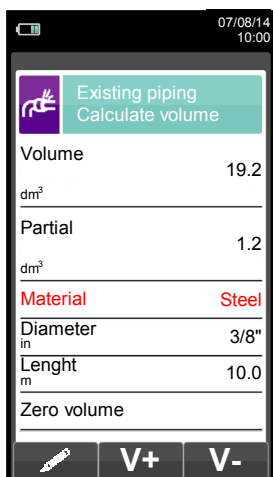 07/08/14
10:00
Existing piping
Calculate volume
Volume
19.2
dm³
Partial
1.2
dm³
Material Steel
Diameter
in
3/8"
Lenght
m
10.0
Zero volume
V+ V-